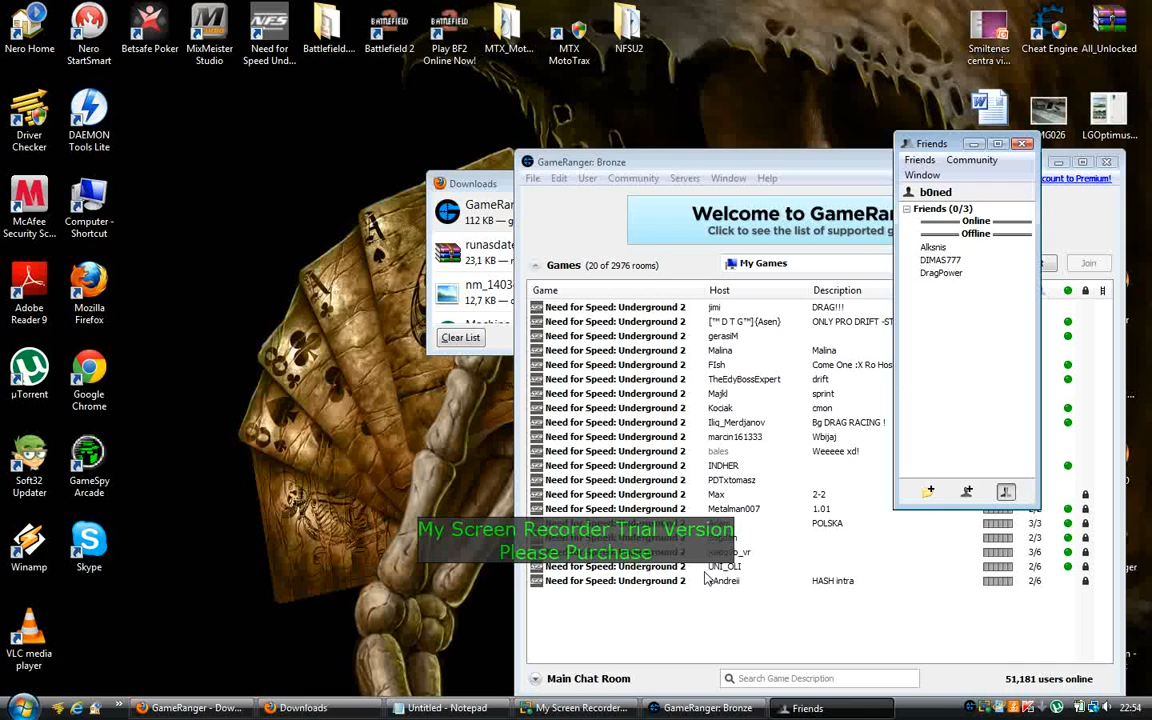 Nero Home
Nero StartSmart
Betsafe Poker
MixMeister Studio
Need for Speed Und...
Battlefield....
Battlefield 2
Play BF2 Online Now!
MTX_Mot...
MTX MotoTrax
NFSU2
Smiltenes centra vi...
Cheat Engine
All_Unlocked
Driver Checker
DAEMON Tools Lite
MG026
LGOptimus...
McAfee Security Sc...
Computer - Shortcut
Adobe Reader 9
Mozilla Firefox
µTorrent
Google Chrome
Soft32 Updater
GameSpy Arcade
Winamp
Skype
VLC media player
Downloads
GameRan
112 KB — g
runasdate
23,1 KB —
nm_1403
12,7 KB —
Clear List
GameRanger: Bronze
File Edit User Community Servers Window Help
count to Premium!
Welcome to GameRan
Click to see the list of supported g
Games (20 of 2976 rooms)
My Games
Join
Game Host Description
Need for Speed: Underground 2 jimi DRAG!!!
Need for Speed: Underground 2 [™ D T G™]{Asen} ONLY PRO DRIFT -ST
Need for Speed: Underground 2 gerasiM
Need for Speed: Underground 2 Malina Malina
Need for Speed: Underground 2 FIsh Come One :X Ro Hos
Need for Speed: Underground 2 TheEdyBossExpert drift
Need for Speed: Underground 2 Majkl sprint
Need for Speed: Underground 2 Kociak cmon
Need for Speed: Underground 2 Iliq_Merdjanov Bg DRAG RACING !
Need for Speed: Underground 2 marcin161333 Wbijaj
Need for Speed: Underground 2 bales Weeeee xd!
Need for Speed: Underground 2 INDHER
Need for Speed: Underground 2 PDTxtomasz
Need for Speed: Underground 2 Max 2-2
Need for Speed: Underground 2 Metalman007 1.01 2/2
POLSKA 3/3
2/3
_vr 3/6
Need for Speed: Underground 2 UNI_OLI 2/6
Need for Speed: Underground 2 Andreii HASH intra 2/6
My Screen Recorder Trial Version
Please Purchase
Main Chat Room
Search Game Description
51,181 users online
Friends
Friends Community
Window
b0ned
Friends (0/3)
Online
Offline
Alksnis
DIMAS777
DragPower
GameRanger - Dow...
Downloads
Untitled - Notepad
My Screen Recorder...
GameRanger: Bronze
Friends
22:54